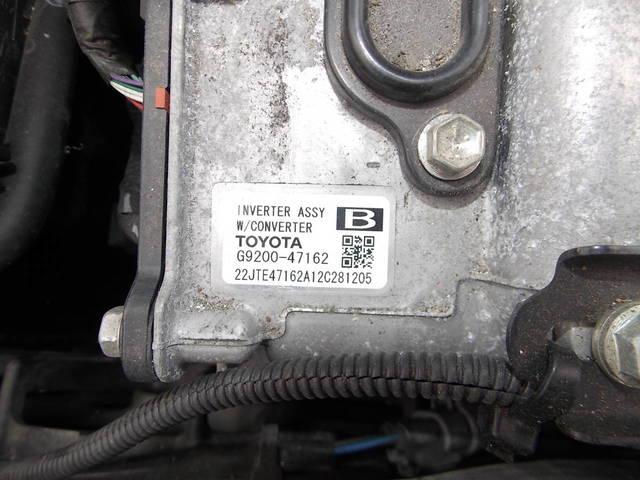 INVERTER ASSY B
W/CONVERTER
TOYOTA
G9200-47162
22JTE47162A12C281205